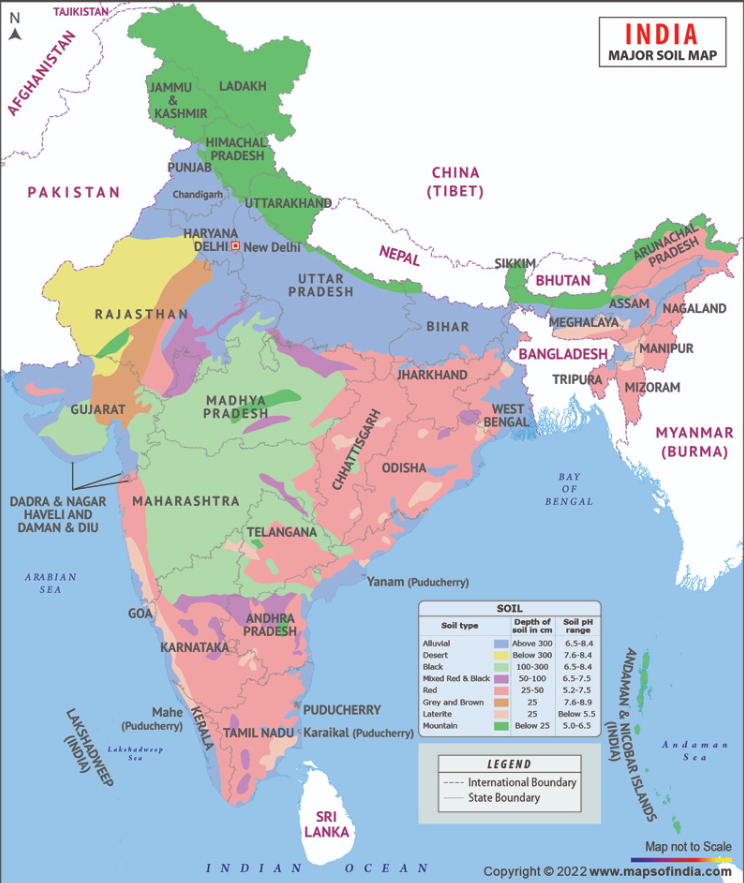 N
TAJIKISTAN
AFGHANISTAN
INDIA
MAJOR SOIL MAP
JAMMU
&
KASHMIR
LADAKH
HIMACHAL
PRADESH
PUNJAB
Chandigarh
UTTARAKHAND
CHINA
(TIBET)
PAKISTAN
HARYANA
DELHI
New Delhi
NEPAL
SIKKIM
BHUTAN
ARUNACHAL
PRADESH
UTTAR
PRADESH
RAJASTHAN
BIHAR
ASSAM
NAGALAND
MEGHALAYA
MANIPUR
BANGLADESH
TRIPURA
MIZORAM
JHARKHAND
GUJARAT
MADHYA
PRADESH
WEST
BENGAL
MYANMAR
(BURMA)
CHHATTISGARH
ODISHA
DADRA & NAGAR
HAVELI AND
DAMAN & DIU
MAHARASHTRA
BAY
OF
BENGAL
TELANGANA
ARABIAN
SEA
Yanam (Puducherry)
GOA
ANDHRA
PRADESH
KARNATAKA
SOIL
Soil type Depth of soil in cm Soil pH range
Alluvial Above 300 6.5-8.4
Desert Below 300 7.6-8.4
Black 100-300 6.5-8.4
Mixed Red & Black 50-100 6.5-7.5
Red 25-50 5.2-7.5
Grey and Brown 25 7.6-8.9
Laterite 25 Below 5.5
Mountain Below 25 5.0-6.5
ANDAMAN & NICOBAR ISLANDS
(INDIA)
Mahe
(Puducherry)
KERALA
PUDUCHERRY
TAMIL NADU
Karaikal (Puducherry)
LAKSHADWEEP
(INDIA)
Lakshadweep
Sea
Andaman
Sea
LEGEND
International Boundary
State Boundary
SRI
LANKA
INDIAN OCEAN
Map not to Scale
Copyright © 2022 www.mapsofindia.com